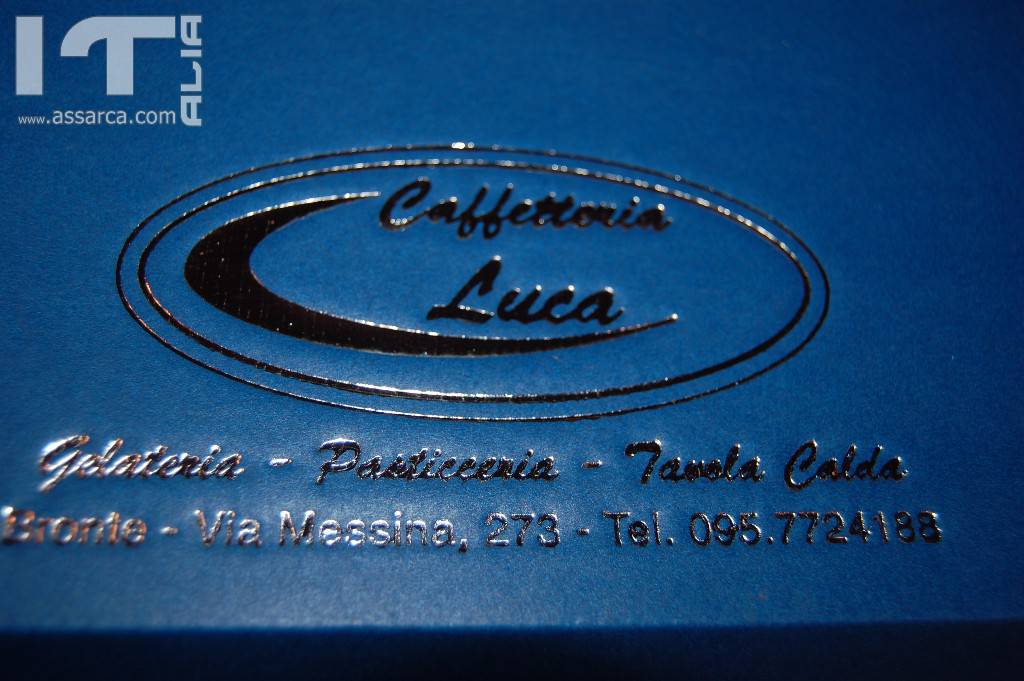 IT
ALIA
www.assarca.com
Caffetteria
Luca
Gelateria - Pasticceria - Tavola Calda
Bronte - Via Messina, 273 - Tel. 095.7724188